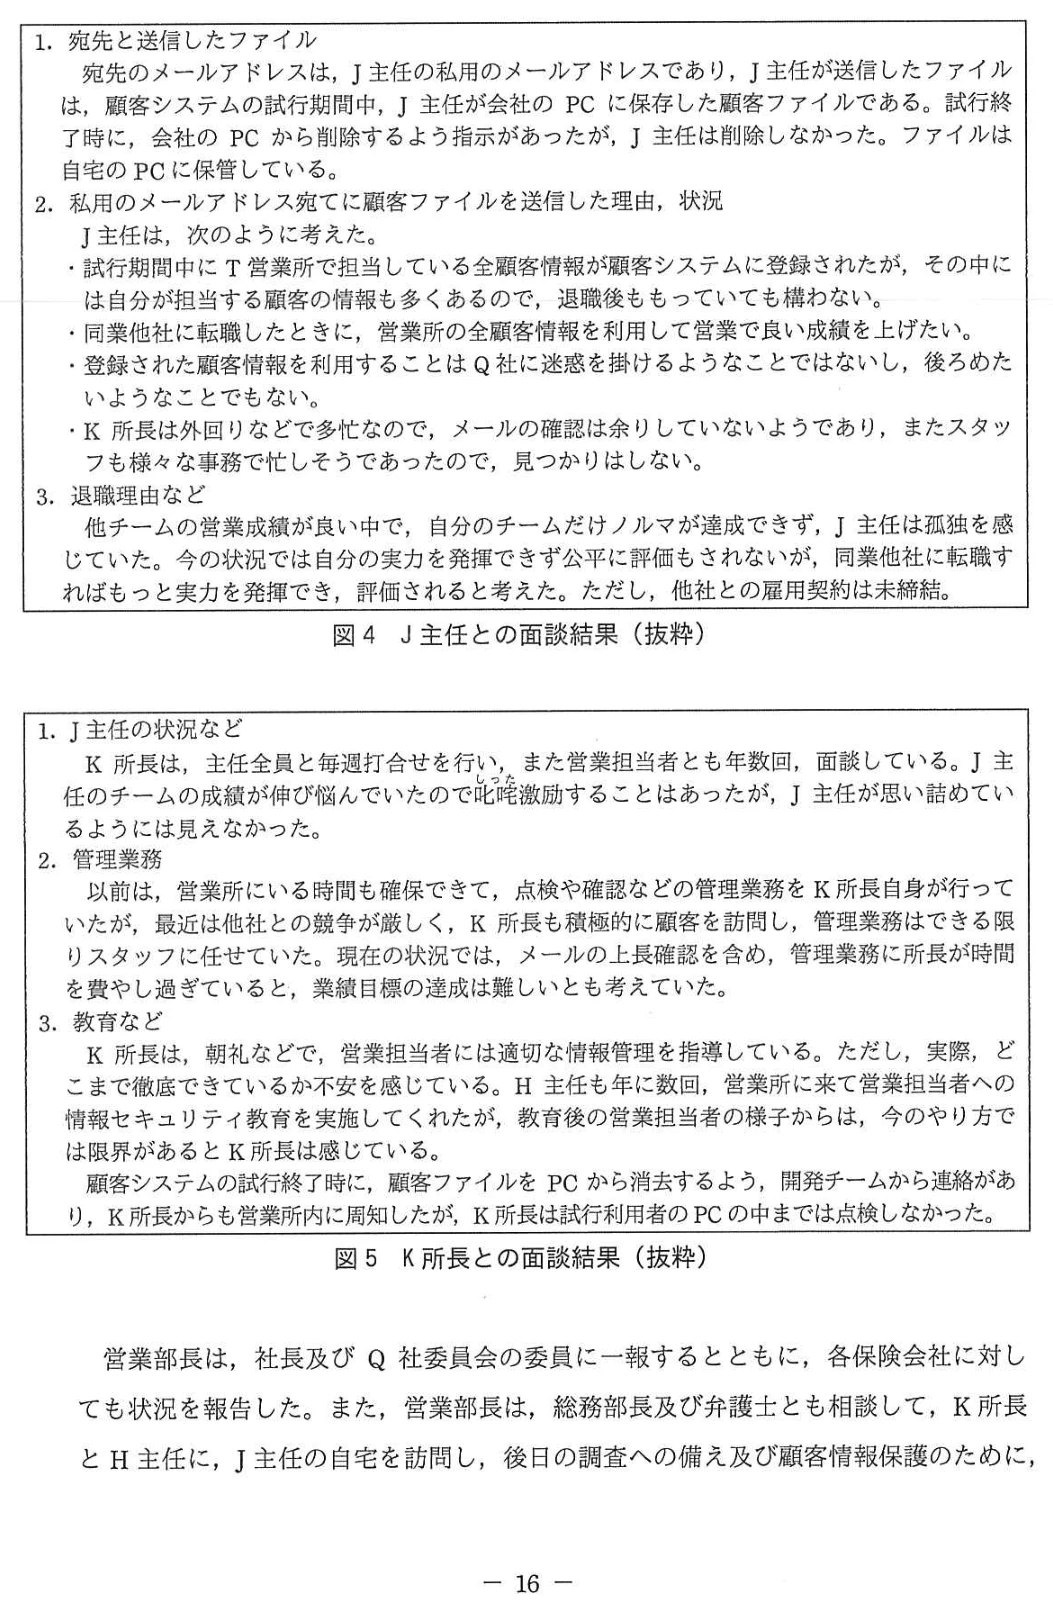 1. 宛先と送信したファイル
宛先のメールアドレスは，J主任の私用のメールアドレスであり，J主任が送信したファイル
は，顧客システムの試行期間中，J 主任が会社の PC に保存した顧客ファイルである。試行終
了時に，会社の PC から削除するよう指示があったが，J 主任は削除しなかった。ファイルは
自宅の PC に保管している。
2. 私用のメールアドレス宛てに顧客ファイルを送信した理由，状況
J主任は，次のように考えた。
・試行期間中に T 営業所で担当している全顧客情報が顧客システムに登録されたが，その中に
は自分が担当する顧客の情報も多くあるので，退職後ももっていても構わない。
・同業他社に転職したときに，営業所の全顧客情報を利用して営業で良い成績を上げたい。
・登録された顧客情報を利用することは Q 社に迷惑を掛けるようなことではないし，後ろめた
いようなことでもない。
・K 所長は外回りなどで多忙なので，メールの確認は余りしていないようであり，またスタッ
フも様々な事務で忙しそうであったので，見つかりはしない。
3. 退職理由など
他チームの営業成績が良い中で，自分のチームだけノルマが達成できず，J 主任は孤独を感
じていた。今の状況では自分の実力を発揮できず公平に評価もされないが，同業他社に転職す
ればもっと実力を発揮でき，評価されると考えた。ただし，他社との雇用契約は未締結。
図4 J主任との面談結果（抜粋）
1. J主任の状況など
K 所長は，主任全員と毎週打合せを行い，また営業担当者とも年数回，面談している。J 主
任のチームの成績が伸び悩んでいたので叱咤激励することはあったが，J 主任が思い詰めてい
るようには見えなかった。
2. 管理業務
以前は，営業所にいる時間も確保できて，点検や確認などの管理業務を K 所長自身が行って
いたが，最近は他社との競争が厳しく，K 所長も積極的に顧客を訪問し，管理業務はできる限
りスタッフに任せていた。現在の状況では，メールの上長確認を含め，管理業務に所長が時間
を費やし過ぎていると，業績目標の達成は難しいとも考えていた。
3. 教育など
K 所長は，朝礼などで，営業担当者には適切な情報管理を指導している。ただし，実際，ど
こまで徹底できているか不安を感じている。H 主任も年に数回，営業所に来て営業担当者への
情報セキュリティ教育を実施してくれたが，教育後の営業担当者の様子からは，今のやり方で
は限界があると K 所長は感じている。
顧客システムの試行終了時に，顧客ファイルを PC から消去するよう，開発チームから連絡があ
り，K 所長からも営業所内に周知したが，K 所長は試行利用者の PC の中までは点検しなかった。
図5 K所長との面談結果（抜粋）
営業部長は，社長及び Q 社委員会の委員に一報するとともに，各保険会社に対し
ても状況を報告した。また，営業部長は，総務部長及び弁護士とも相談して，K 所長
と H 主任に，J 主任の自宅を訪問し，後日の調査への備え及び顧客情報保護のために，
－ 16 －